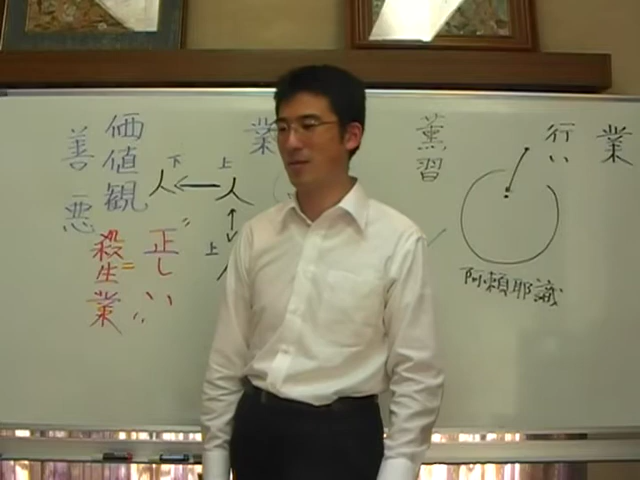 業
行い
阿頼耶識
薫習
業
上
人
上
下
人
正しい
価値観
殺生業
善 悪